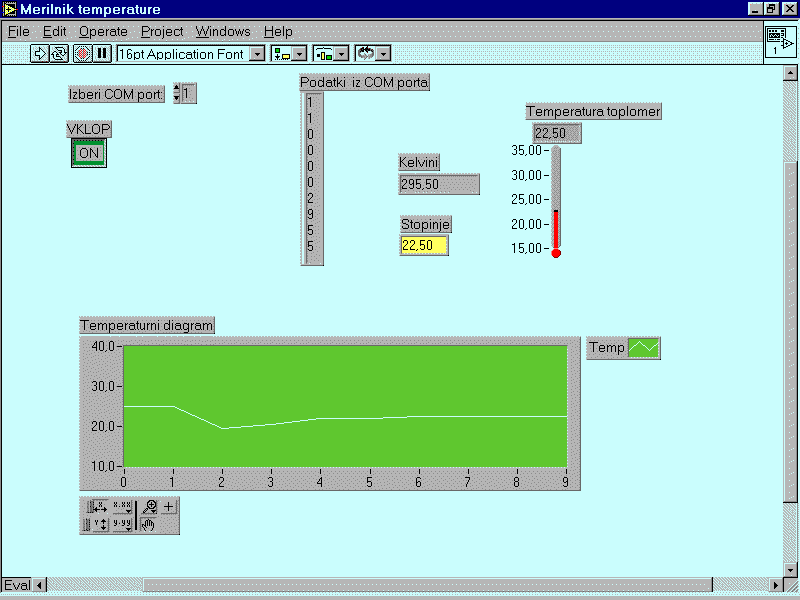 Merilnik temperature
File Edit Operate Project Windows Help
16pt Application Font
1
Izberi COM port:
1
VKLOP
ON
Podatki iz COM porta
1
1
0
0
0
0
2
9
5
5
Kelvini
295,50
Stopinje
22,50
Temperatura toplomer
22,50
35,00
30,00
25,00
20,00
15,00
Temperaturni diagram
40,0
30,0
20,0
10,0
0 1 2 3 4 5 6 7 8 9
Temp
X
X.XX
Y
Y.YY
Eval